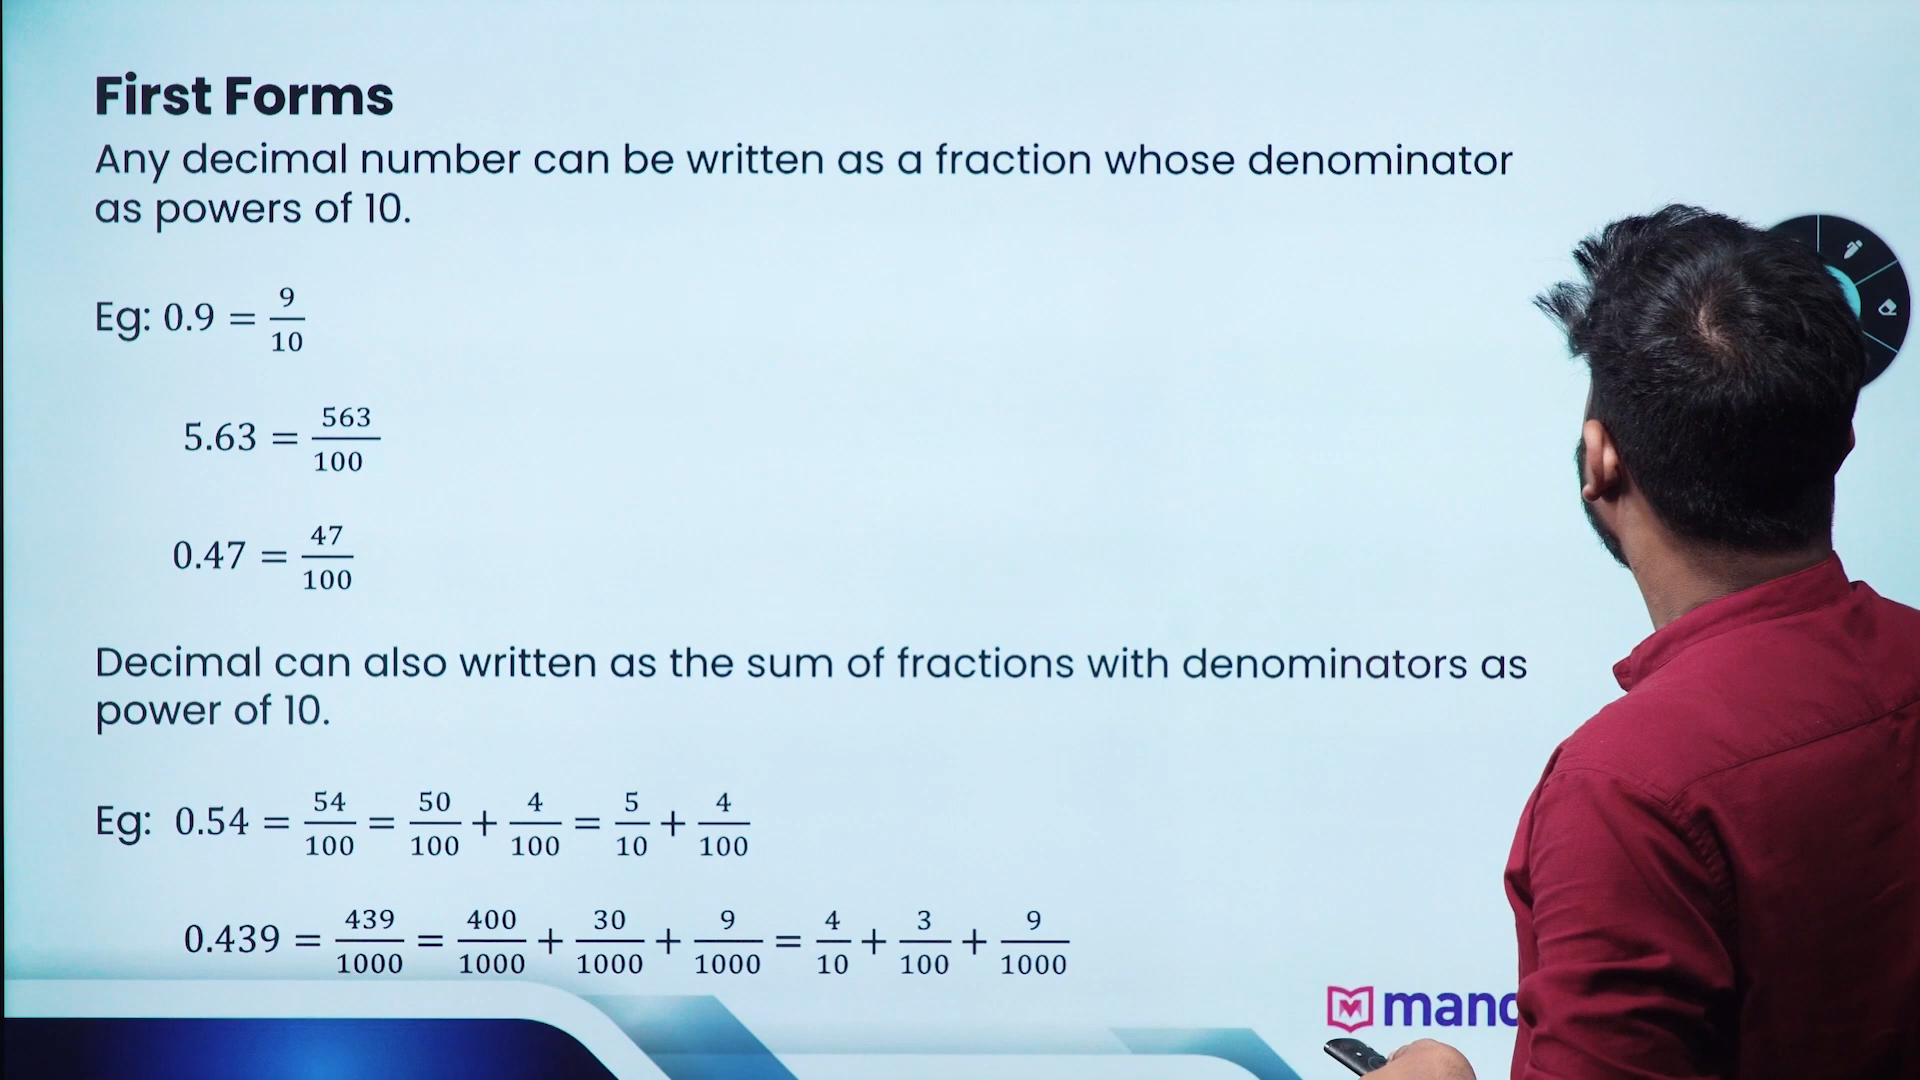 First Forms
Any decimal number can be written as a fraction whose denominator
as powers of 10.
Eg: 0.9 = 9/10
5.63 = 563/100
0.47 = 47/100
Decimal can also written as the sum of fractions with denominators as
power of 10.
Eg: 0.54 = 54/100 = 50/100 + 4/100 = 5/10 + 4/100
0.439 = 439/1000 = 400/1000 + 30/1000 + 9/1000 = 4/10 + 3/100 + 9/1000